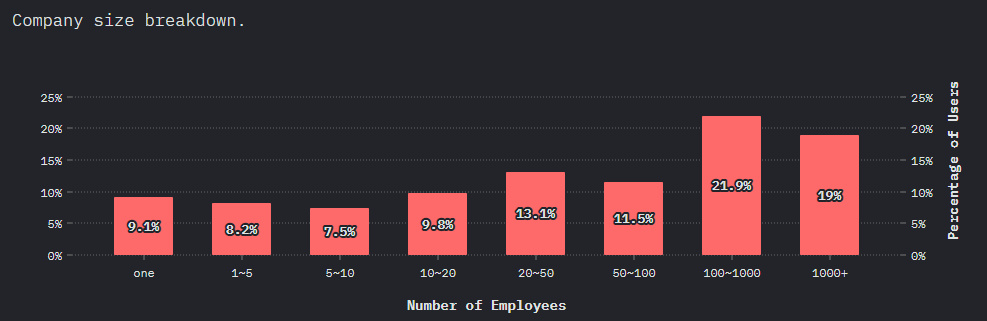 Company size breakdown.
25% 25%
20% 20%
15% 15%
10% 10%
5% 5%
0% 0%
9.1% 8.2% 7.5% 9.8% 13.1% 11.5% 21.9% 19%
one 1~5 5~10 10~20 20~50 50~100 100~1000 1000+
Number of Employees
Percentage of Users